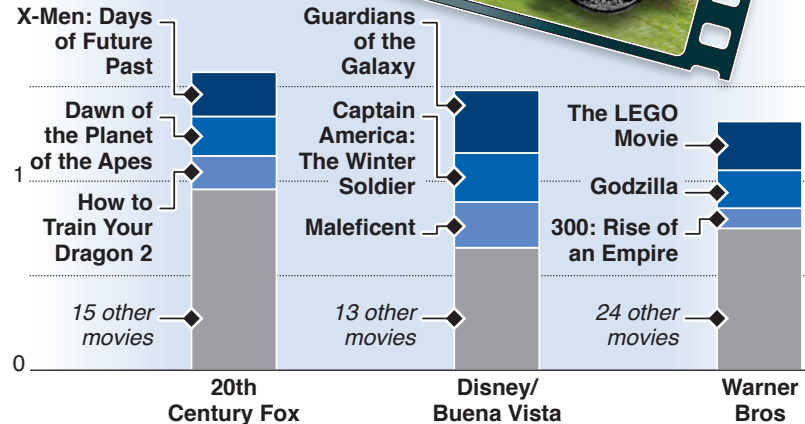 X-Men: Days
of Future
Past
Dawn of
the Planet
of the Apes
How to
Train Your
Dragon 2
15 other
movies
Guardians
of the
Galaxy
Captain
America:
The Winter
Soldier
Maleficent
13 other
movies
The LEGO
Movie
Godzilla
300: Rise of
an Empire
24 other
movies
1
0
20th
Century Fox
Disney/
Buena Vista
Warner
Bros